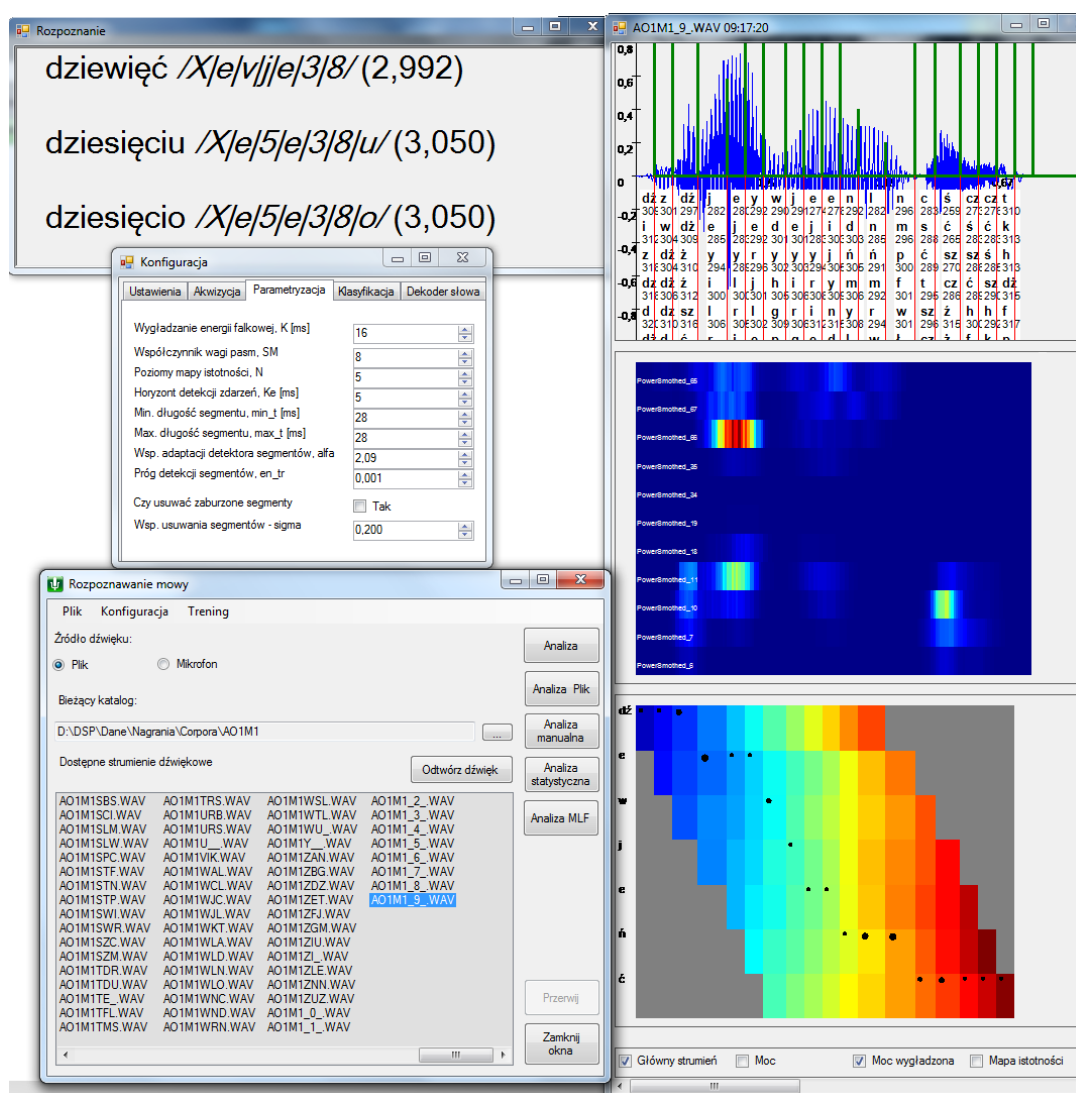 Rozpoznanie
dziewięć /X|e|v|j|e|3|8/ (2,992)
dziesięciu /X|e|5|e|3|8|u/ (3,050)
dziesięcio /X|e|5|e|3|8|o/ (3,050)
Konfiguracja
Ustawienia Akwizycja Parametryzacja Klasyfikacja Dekoder słowa
Wygładzanie energii falkowej, K [ms] 16
Współczynnik wagi pasm, SM 8
Poziomy mapy istotności, N 5
Horyzont detekcji zdarzeń, Ke [ms] 5
Min. długość segmentu, min_t [ms] 28
Max. długość segmentu, max_t [ms] 28
Wsp. adaptacji detektora segmentów, alfa 2,09
Próg detekcji segmentów, en_tr 0,001
Czy usuwać zaburzone segmenty Tak
Wsp. usuwania segmentów - sigma 0,200
Rozpoznawanie mowy
Plik Konfiguracja Trening
Źródło dźwięku:
Plik Mikrofon
Bieżący katalog:
D:\DSP\Dane\Nagrania\Corpora\AO1M1 ...
Dostępne strumienie dźwiękowe
Odtwórz dźwięk
AO1M1SBS.WAV AO1M1TRS.WAV AO1M1WSL.WAV AO1M1_2_.WAV
AO1M1SCI.WAV AO1M1URB.WAV AO1M1WTL.WAV AO1M1_3_.WAV
AO1M1SLM.WAV AO1M1URS.WAV AO1M1WU_.WAV AO1M1_4_.WAV
AO1M1SLW.WAV AO1M1U__.WAV AO1M1Y__.WAV AO1M1_5_.WAV
AO1M1SPC.WAV AO1M1VIK.WAV AO1M1ZAN.WAV AO1M1_6_.WAV
AO1M1STF.WAV AO1M1WAL.WAV AO1M1ZBG.WAV AO1M1_7_.WAV
AO1M1STN.WAV AO1M1WCL.WAV AO1M1ZDZ.WAV AO1M1_8_.WAV
AO1M1STP.WAV AO1M1WJC.WAV AO1M1ZET.WAV AO1M1_9_.WAV
AO1M1SWI.WAV AO1M1WJL.WAV AO1M1ZFJ.WAV
AO1M1SWR.WAV AO1M1WKT.WAV AO1M1ZGM.WAV
AO1M1SZC.WAV AO1M1WLA.WAV AO1M1ZIU.WAV
AO1M1SZM.WAV AO1M1WLD.WAV AO1M1ZI_.WAV
AO1M1TDR.WAV AO1M1WLN.WAV AO1M1ZLE.WAV
AO1M1TDU.WAV AO1M1WLO.WAV AO1M1ZNN.WAV
AO1M1TE_.WAV AO1M1WNC.WAV AO1M1ZUZ.WAV
AO1M1TFL.WAV AO1M1WND.WAV AO1M1_0_.WAV
AO1M1TMS.WAV AO1M1WRN.WAV AO1M1_1_.WAV
Analiza
Analiza Plik
Analiza
manualna
Analiza
statystyczna
Analiza MLF
Przerwij
Zamknij
okna
AO1M1_9_.WAV 09:17:20
0,8
0,6
0,4
0,2
0
-0,2
-0,4
-0,6
-0,8
dż z dż j e y w j e e n l n c ś cz cz t
i w dż e j e d e j i d n m s ć ś ć k
PowerSmothed_67
PowerSmothed_66
PowerSmothed_35
PowerSmothed_34
PowerSmothed_19
PowerSmothed_18
PowerSmothed_11
PowerSmothed_10
PowerSmothed_7
PowerSmothed_6
dź
e
w
j
e
ń
ć
Główny strumień Moc Moc wygładzona Mapa istotności